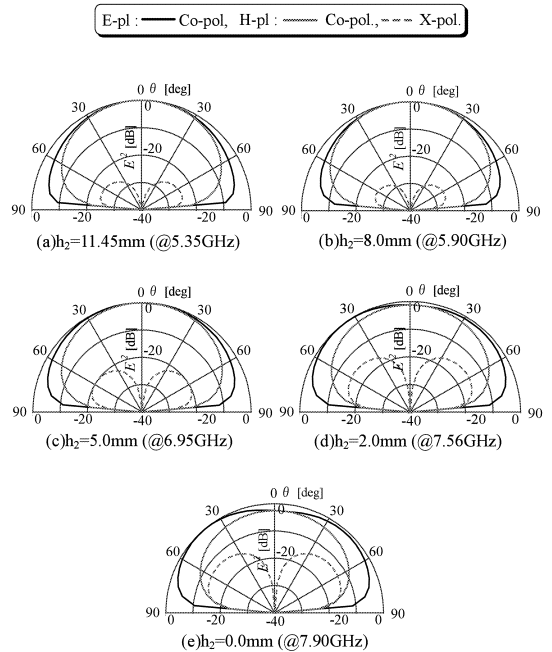 E-pl : Co-pol, H-pl : Co-pol., X-pol.
0 θ [deg]
30 0 30
60 -20 60
E² [dB]
90 90
0 -20 -40 -20 0
(a)h₂=11.45mm (@5.35GHz)
0 θ [deg]
30 0 30
60 -20 60
E² [dB]
90 90
0 -20 -40 -20 0
(b)h₂=8.0mm (@5.90GHz)
0 θ [deg]
30 0 30
60 -20 60
E² [dB]
90 90
0 -20 -40 -20 0
(c)h₂=5.0mm (@6.95GHz)
0 θ [deg]
30 0 30
60 -20 60
E² [dB]
90 90
0 -20 -40 -20 0
(d)h₂=2.0mm (@7.56GHz)
0 θ [deg]
30 0 30
60 -20 60
E² [dB]
90 90
0 -20 -40 -20 0
(e)h₂=0.0mm (@7.90GHz)